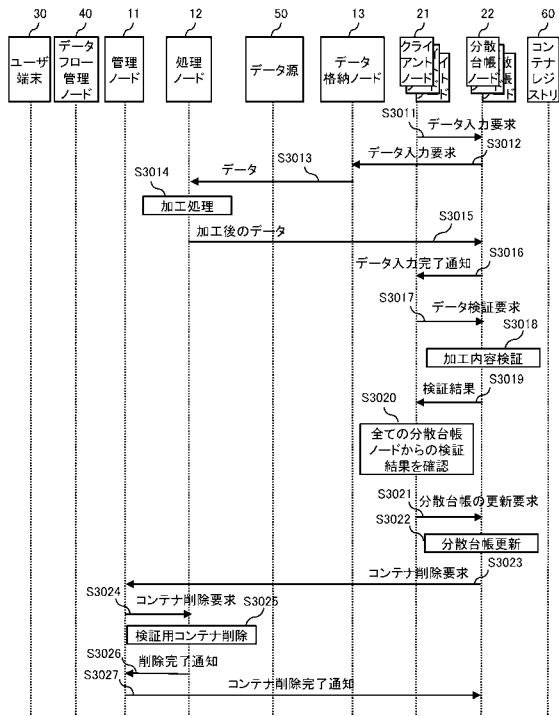 30
40
11
12
50
13
21
22
60
ユーザ
端末
データ
フロー
管理
ノード
管理
ノード
処理
ノード
データ源
データ
格納ノード
クライ
アント
ノード
分散
台帳
ノード
コン
テナレジ
ストリ
S3011
データ入力要求
データ入力要求
S3012
データ
S3013
S3014
加工処理
加工後のデータ
S3015
データ入力完了通知
S3016
S3017
データ検証要求
S3018
加工内容検証
検証結果
S3019
S3020
全ての分散台帳
ノードからの検証
結果を確認
S3021
分散台帳の更新要求
S3022
分散台帳更新
コンテナ削除要求
S3023
S3024
コンテナ削除要求
S3025
検証用コンテナ削除
S3026
削除完了通知
S3027
コンテナ削除完了通知